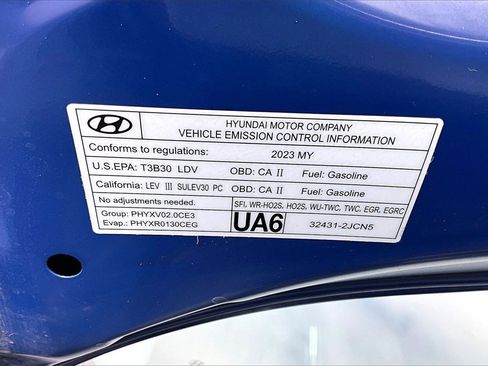 HYUNDAI MOTOR COMPANY
VEHICLE EMISSION CONTROL INFORMATION
Conforms to regulations: 2023 MY
U.S.EPA: T3B30 LDV OBD: CA II Fuel: Gasoline
California: LEV III SULEV30 PC OBD: CA II Fuel: Gasoline
No adjustments needed. SFI, WR-HO2S, HO2S, WU-TWC, TWC, EGR, EGRC
Group: PHYXV02.0CE3
Evap.: PHYXR0130CEG
UA6 32431-2JCN5